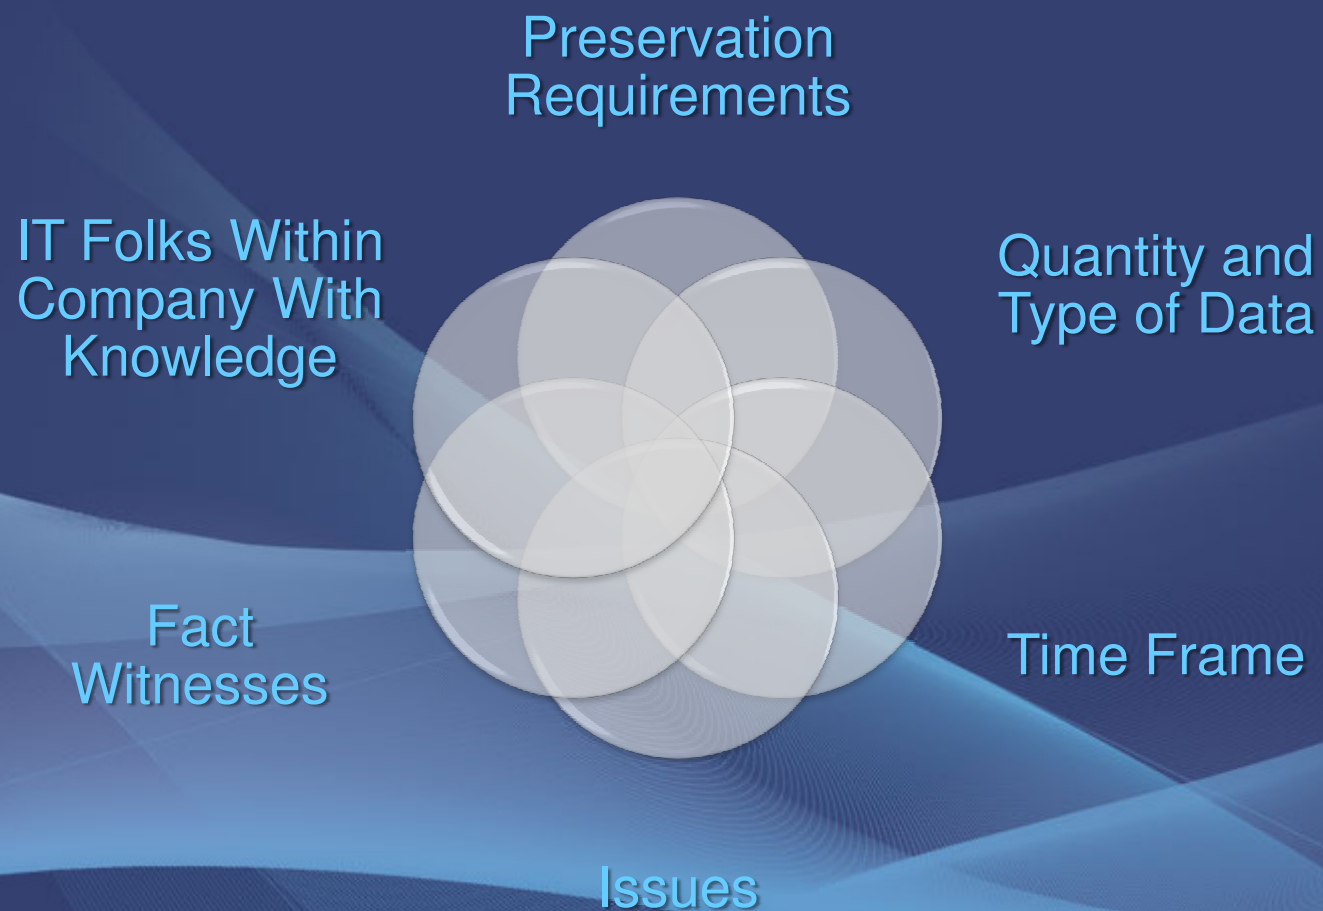 Preservation
Requirements
IT Folks Within
Company With
Knowledge
Quantity and
Type of Data
Fact
Witnesses
Time Frame
Issues